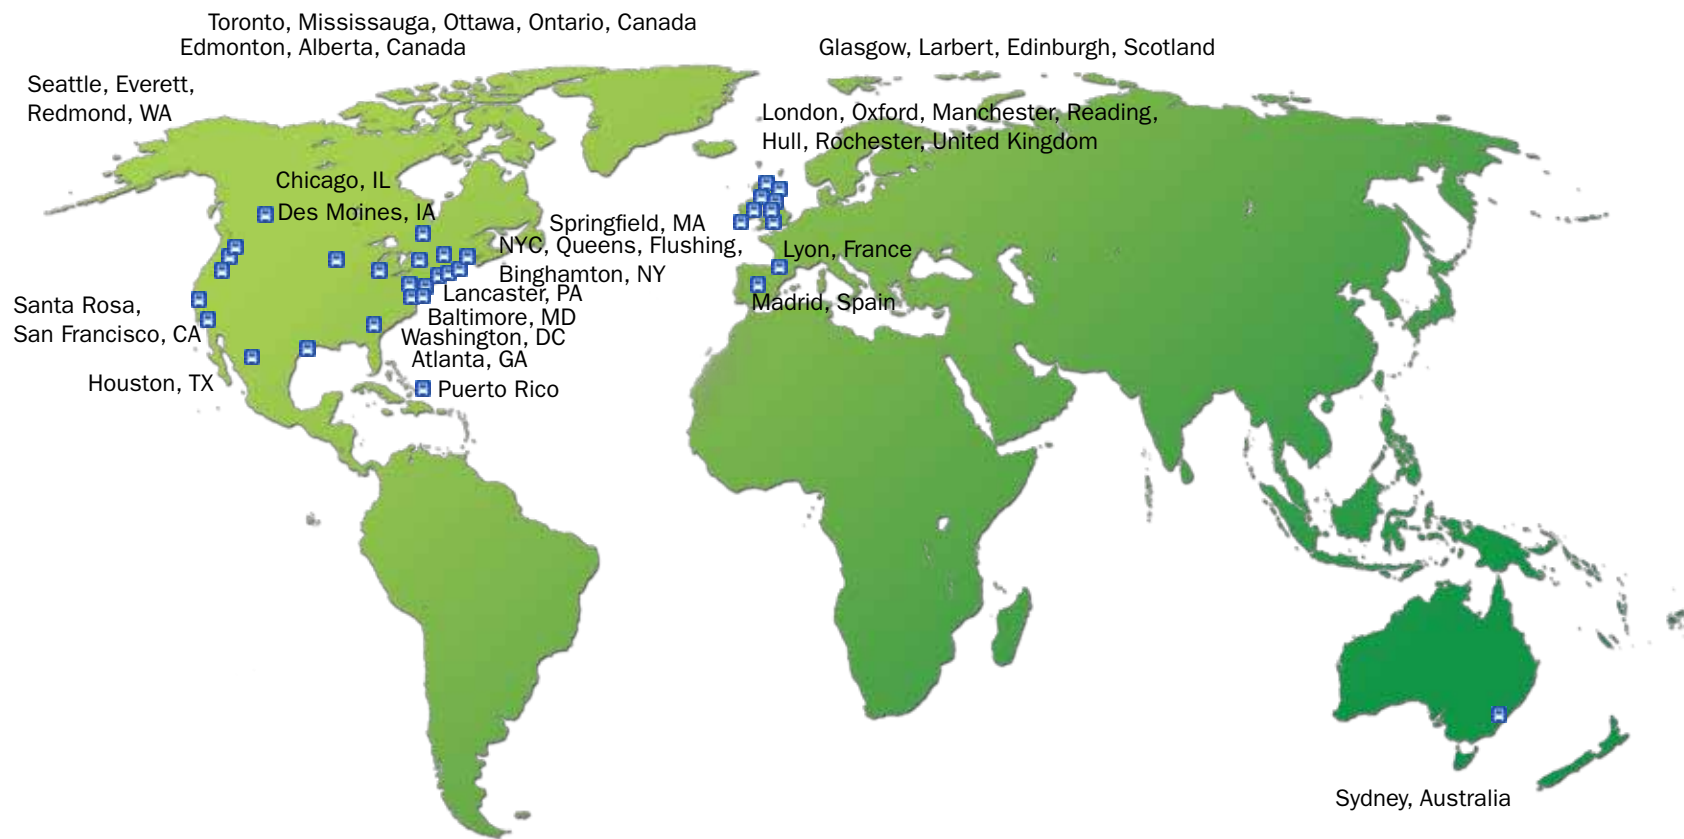 Toronto, Mississauga, Ottawa, Ontario, Canada
Edmonton, Alberta, Canada
Glasgow, Larbert, Edinburgh, Scotland
Seattle, Everett,
Redmond, WA
London, Oxford, Manchester, Reading,
Hull, Rochester, United Kingdom
Chicago, IL
Des Moines, IA
Springfield, MA
NYC, Queens, Flushing,
Binghamton, NY
Lyon, France
Madrid, Spain
Lancaster, PA
Baltimore, MD
Washington, DC
Atlanta, GA
Santa Rosa,
San Francisco, CA
Houston, TX
Puerto Rico
Sydney, Australia